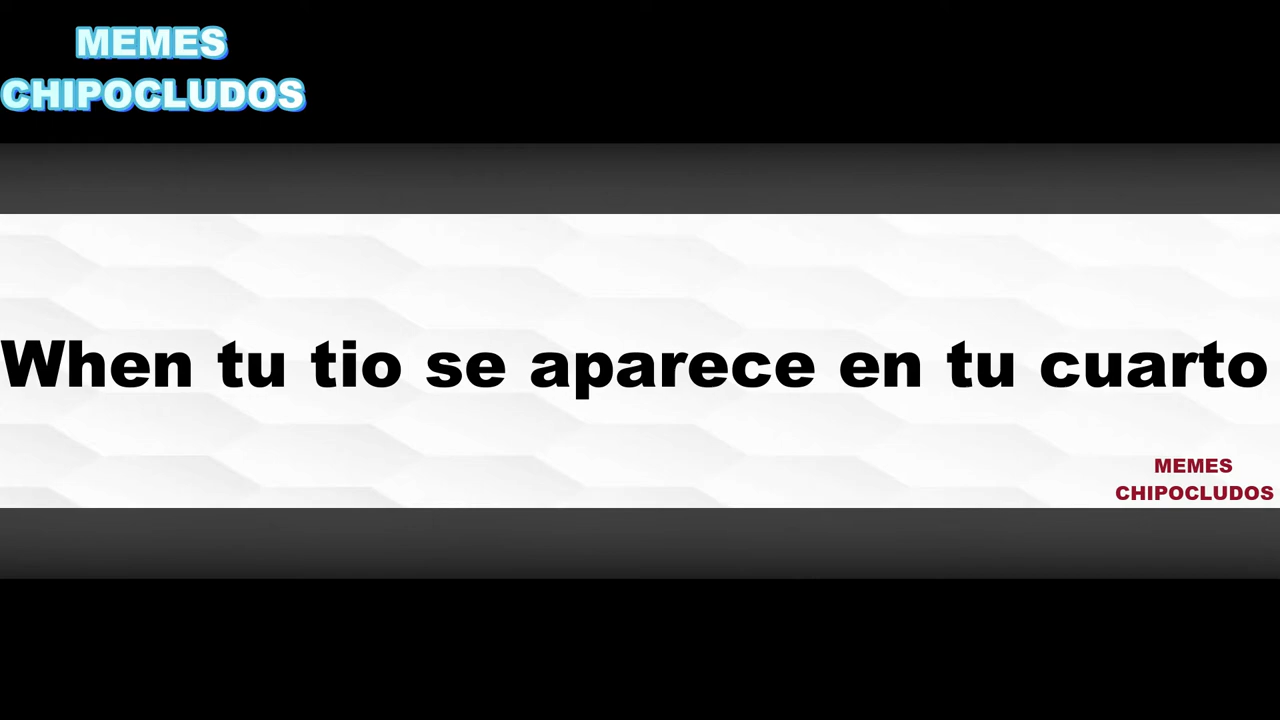 MEMES
CHIPOCLUDOS
When tu tio se aparece en tu cuarto
MEMES
CHIPOCLUDOS